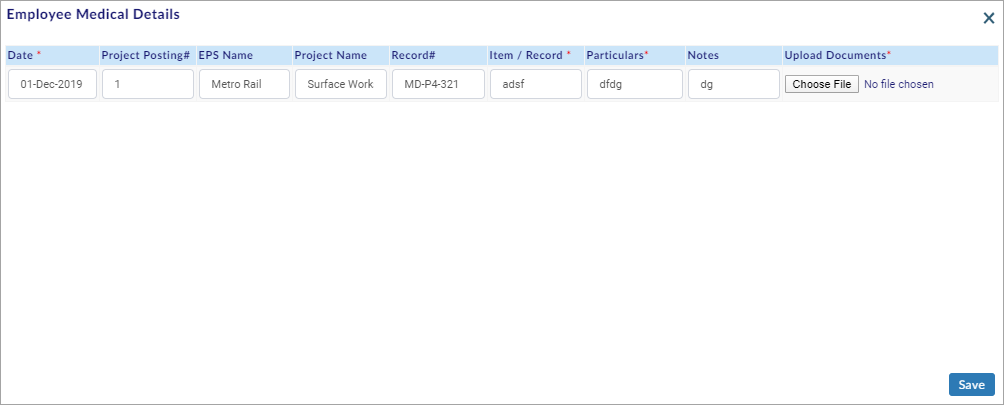 Employee Medical Details
Date * Project Posting# EPS Name Project Name Record# Item / Record * Particulars* Notes Upload Documents*
01-Dec-2019 1 Metro Rail Surface Work MD-P4-321 adsf dfdg dg Choose File No file chosen
Save